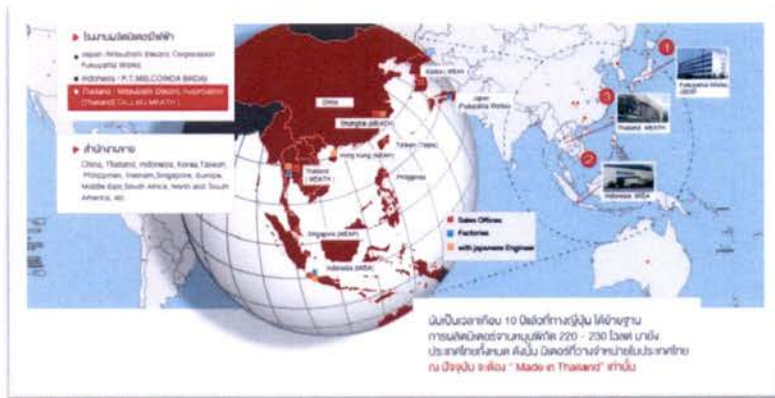 ▶ โรงงานผลิตมิเตอร์ไฟฟ้า
Japan : Mitsubishi Electric Corporation
Fukuyama Works
Indonesia : P.T.
Thailand : Mitsubishi Electric Automation
(Thailand) Co., Ltd ( MEATH )
▶ สำนักงานขาย
China, Thailand, Indonesia, Korea, Taiwan,
Philippines, Vietnam, Singapore, Europe,
Middle East, South Africa, North and South
America, etc
China
Korea ( MEAK )
Japan
(Fukuyama Works)
Shanghai (MEACH)
Taiwan
Hong Kong (MEAP)
Thailand
( MEATH )
Philippines
Singapore (MEAP)
Indonesia (MISA)
Sales Offices
Factories
with Japanese Engineer
1
Fukuyama Works,
3
Thailand MEATH
2
Indonesia
นับเป็นเวลาเกือบ 10 ปีแล้วที่ทางญี่ปุ่น ได้ย้ายฐาน
การผลิตมิเตอร์จานหมุนพิกัด 220 - 230 โวลต์ มายัง
ประเทศไทยทั้งหมด ดังนั้น มิเตอร์ที่วางจำหน่ายในประเทศไทย
ณ ปัจจุบัน จะต้อง " Made in Thailand" เท่านั้น